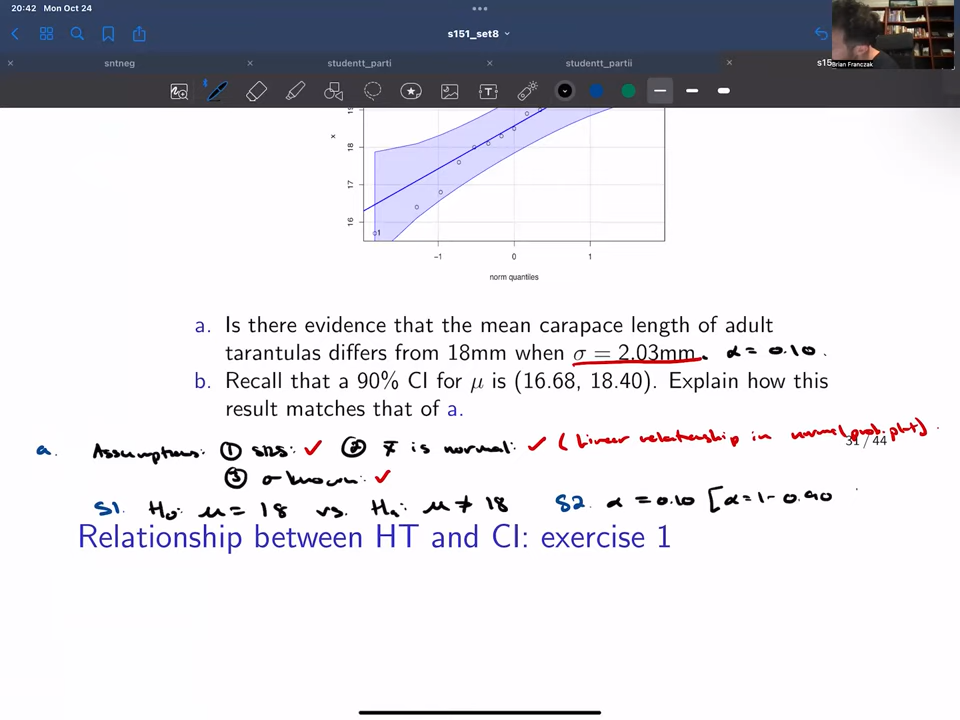 20:42 Mon Oct 24
s151_set8
Brian Franczak
sntneg
studentt_parti
studentt_partii
s15
x
19
18
17
16
1
−1 0 1
norm quantiles
a. Is there evidence that the mean carapace length of adult
tarantulas differs from 18mm when σ = 2.03mm. α = 0.10.
b. Recall that a 90% CI for μ is (16.68, 18.40). Explain how this
result matches that of a.
a. Assumptions: ① SRS: ✓ ② x̄ is normal: ✓ (Linear relationship in normal prob. plot)
31 / 44
③ σ known: ✓
S1. H₀: μ = 18 vs. Hₐ: μ ≠ 18 S2. α = 0.10 [α = 1 - 0.90
Relationship between HT and CI: exercise 1